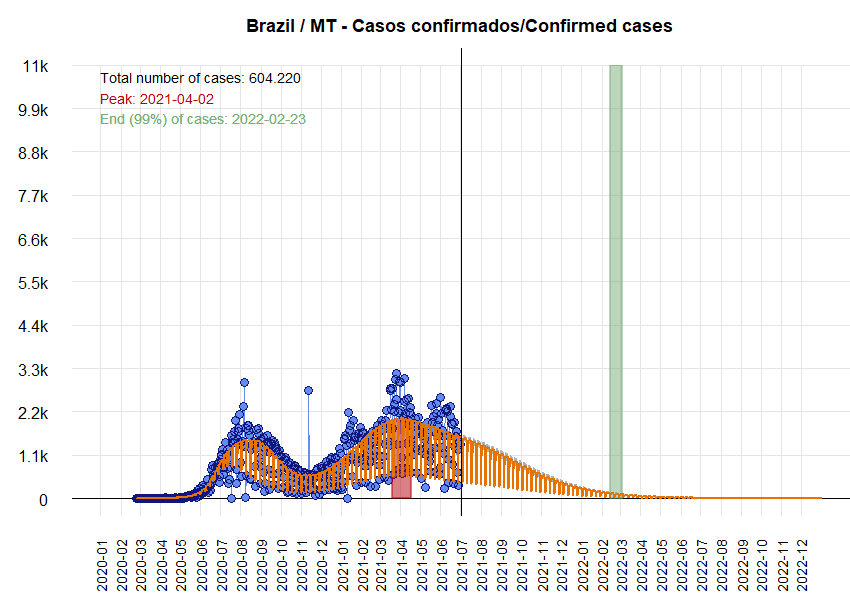 Brazil / MT - Casos confirmados/Confirmed cases
11k
9.9k
8.8k
7.7k
6.6k
5.5k
4.4k
3.3k
2.2k
1.1k
0
Total number of cases: 604.220
Peak: 2021-04-02
End (99%) of cases: 2022-02-23
2020-01
2020-02
2020-03
2020-04
2020-05
2020-06
2020-07
2020-08
2020-09
2020-10
2020-11
2020-12
2021-01
2021-02
2021-03
2021-04
2021-05
2021-06
2021-07
2021-08
2021-09
2021-10
2021-11
2021-12
2022-01
2022-02
2022-03
2022-04
2022-05
2022-06
2022-07
2022-08
2022-09
2022-10
2022-11
2022-12